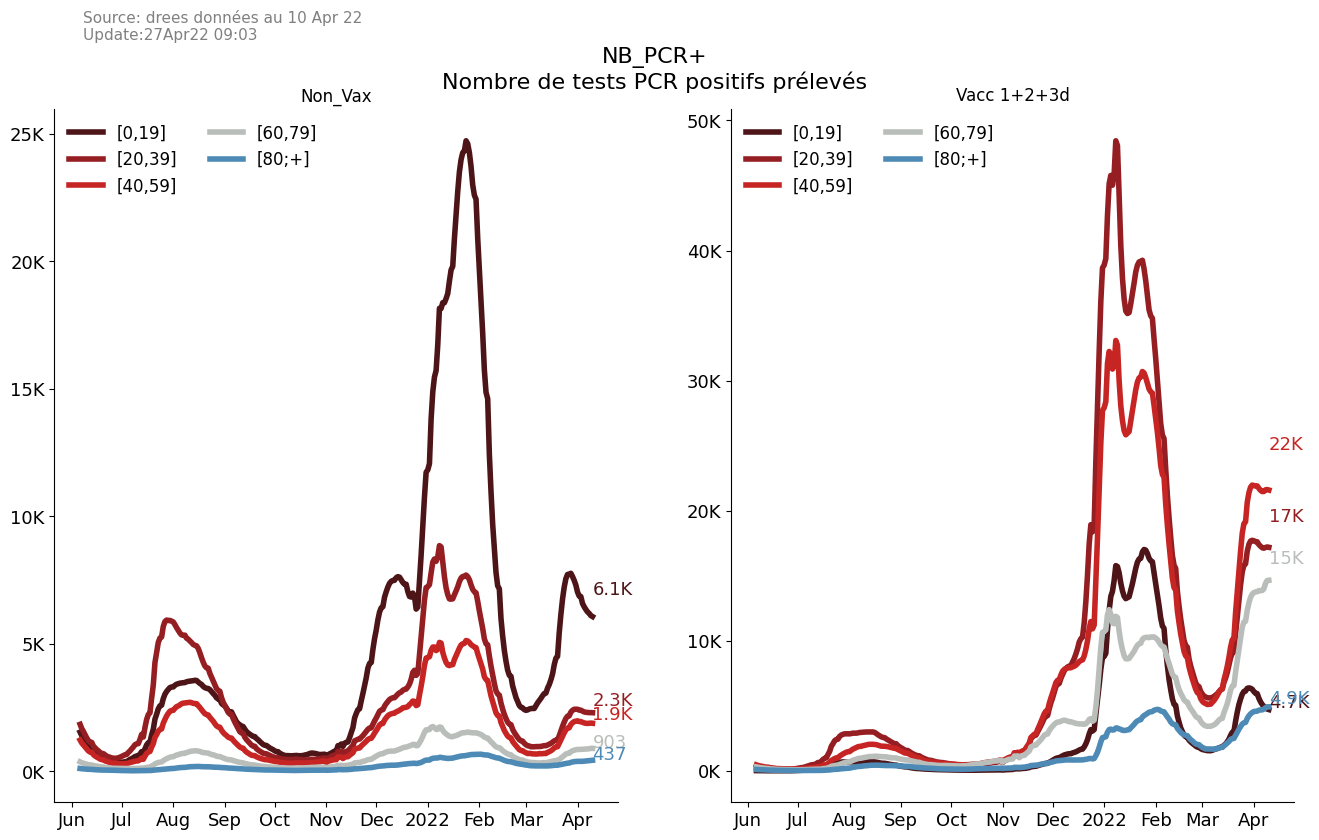 Source: drees données au 10 Apr 22
Update:27Apr22 09:03
NB_PCR+
Nombre de tests PCR positifs prélevés
Non_Vax
[0,19]
[20,39]
[40,59]
[60,79]
[80;+]
25K
20K
15K
10K
5K
0K
6.1K
2.3K
1.9K
903
437
Jun Jul Aug Sep Oct Nov Dec 2022 Feb Mar Apr
Vacc 1+2+3d
[0,19]
[20,39]
[40,59]
[60,79]
[80;+]
50K
40K
30K
20K
10K
0K
22K
17K
15K
4.9K
4.7K
Jun Jul Aug Sep Oct Nov Dec 2022 Feb Mar Apr